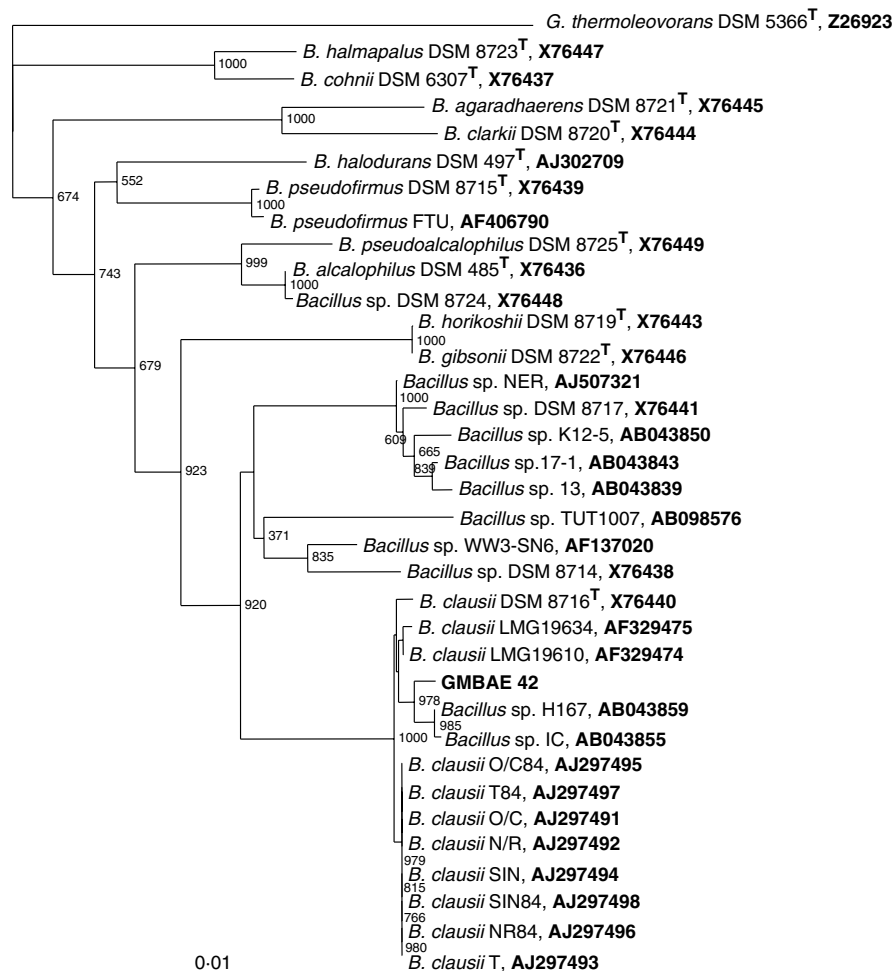 G. thermoleovorans DSM 5366T, Z26923
B. halmapalus DSM 8723T, X76447
1000
B. cohnii DSM 6307T, X76437
B. agaradhaerens DSM 8721T, X76445
1000
B. clarkii DSM 8720T, X76444
B. halodurans DSM 497T, AJ302709
552
B. pseudofirmus DSM 8715T, X76439
674
1000
B. pseudofirmus FTU, AF406790
B. pseudoalcalophilus DSM 8725T, X76449
999
B. alcalophilus DSM 485T, X76436
743
1000
Bacillus sp. DSM 8724, X76448
B. horikoshii DSM 8719T, X76443
1000
B. gibsonii DSM 8722T, X76446
679
Bacillus sp. NER, AJ507321
1000
Bacillus sp. DSM 8717, X76441
609
Bacillus sp. K12-5, AB043850
665
Bacillus sp.17-1, AB043843
923
839
Bacillus sp. 13, AB043839
Bacillus sp. TUT1007, AB098576
371
Bacillus sp. WW3-SN6, AF137020
835
Bacillus sp. DSM 8714, X76438
B. clausii DSM 8716T, X76440
920
B. clausii LMG19634, AF329475
B. clausii LMG19610, AF329474
GMBAE 42
978
Bacillus sp. H167, AB043859
985
Bacillus sp. IC, AB043855
1000
B. clausii O/C84, AJ297495
B. clausii T84, AJ297497
B. clausii O/C, AJ297491
B. clausii N/R, AJ297492
979
B. clausii SIN, AJ297494
815
B. clausii SIN84, AJ297498
766
B. clausii NR84, AJ297496
980
B. clausii T, AJ297493
0·01